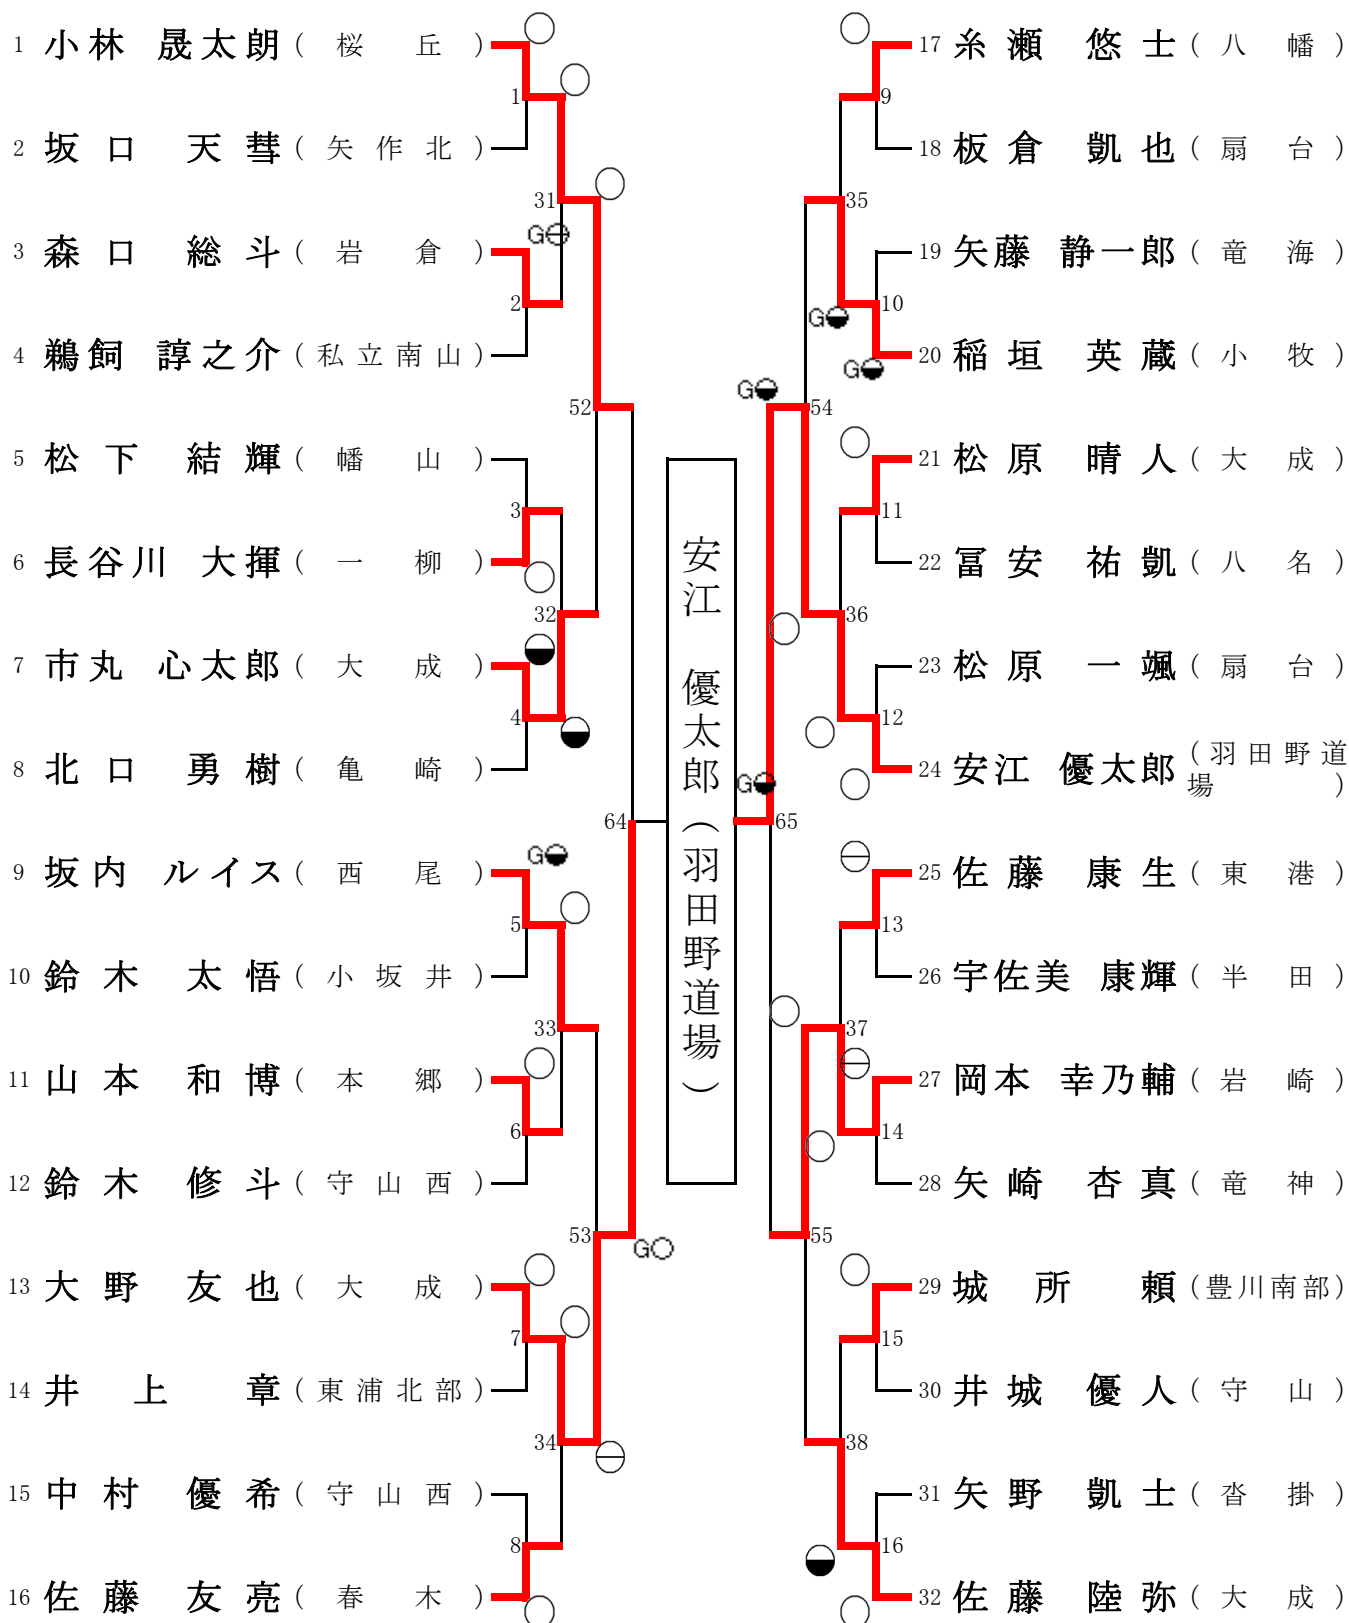 1 小林 晟太朗 ( 桜 丘 )
2 坂口 天彗 ( 矢作北 )
3 森口 総斗 ( 岩 倉 )
4 鵜飼 諄之介 ( 私立南山 )
5 松下 結輝 ( 幡 山 )
6 長谷川 大揮 ( 一 柳 )
7 市丸 心太郎 ( 大 成 )
8 北口 勇樹 ( 亀 崎 )
9 坂内 ルイス ( 西 尾 )
10 鈴木 太悟 ( 小坂井 )
11 山本 和博 ( 本 郷 )
12 鈴木 修斗 ( 守山西 )
13 大野 友也 ( 大 成 )
14 井上 章 ( 東浦北部 )
15 中村 優希 ( 守山西 )
16 佐藤 友亮 ( 春 木 )
1
2
3
4
5
6
7
8
31
32
33
34
52
53
64
G
G
G
安江 優太郎 (羽田野道場)
G
G
G
G
65
54
55
35
36
37
38
9
10
11
12
13
14
15
16
17 糸瀬 悠士 ( 八 幡 )
18 板倉 凱也 ( 扇 台 )
19 矢藤 静一郎 ( 竜 海 )
20 稲垣 英蔵 ( 小 牧 )
21 松原 晴人 ( 大 成 )
22 冨安 祐凱 ( 八 名 )
23 松原 一颯 ( 扇 台 )
24 安江 優太郎 ( 羽田野道
場 )
25 佐藤 康生 ( 東 港 )
26 宇佐美 康輝 ( 半 田 )
27 岡本 幸乃輔 ( 岩 崎 )
28 矢崎 杏真 ( 竜 神 )
29 城所 頼 ( 豊川南部 )
30 井城 優人 ( 守 山 )
31 矢野 凱士 ( 沓 掛 )
32 佐藤 陸弥 ( 大 成 )